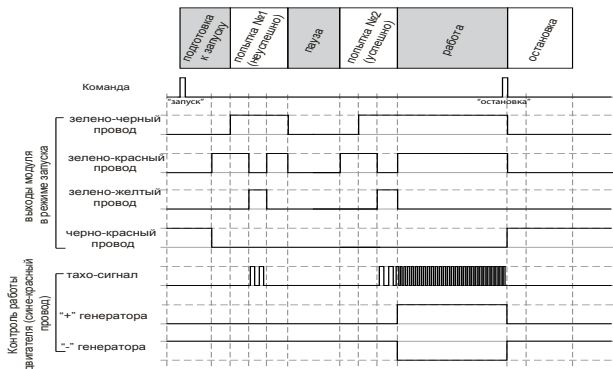 подготовка
к запуску
попытка №1
(неуспешно)
пауза
попытка №2
(успешно)
работа
остановка
Команда
"запуск"
"остановка"
выходы модуля
в режиме запуска
зелено-черный
провод
зелено-красный
провод
зелено-желтый
провод
черно-красный
провод
Контроль работы
двигателя (сине-красный
провод)
тахо-сигнал
"+" генератора
"-" генератора